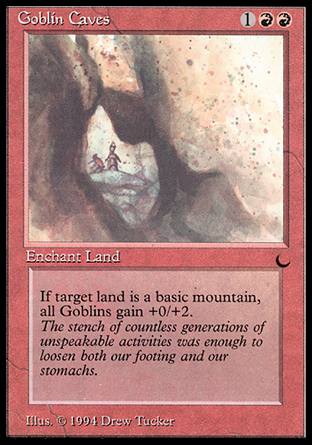 Goblin Caves 1
Enchant Land
If target land is a basic mountain,
all Goblins gain +0/+2.
The stench of countless generations of
unspeakable activities was enough to
loosen both our footing and our
stomachs.
Illus. © 1994 Drew Tucker